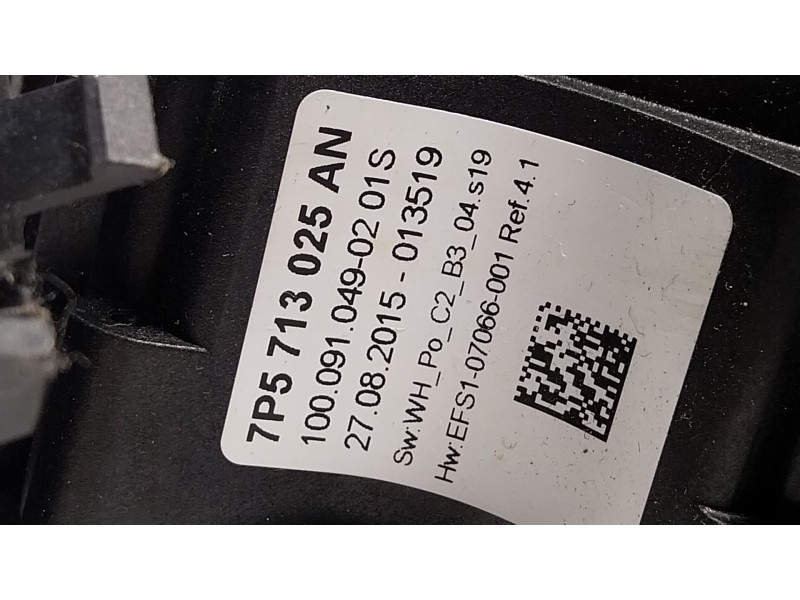 7P5 713 025 AN
100.091.049-02 01S
27.08.2015 - 013519
Sw:WH_Po_C2_B3_04.s19
Hw:EFS1-07066-001 Ref.4.1